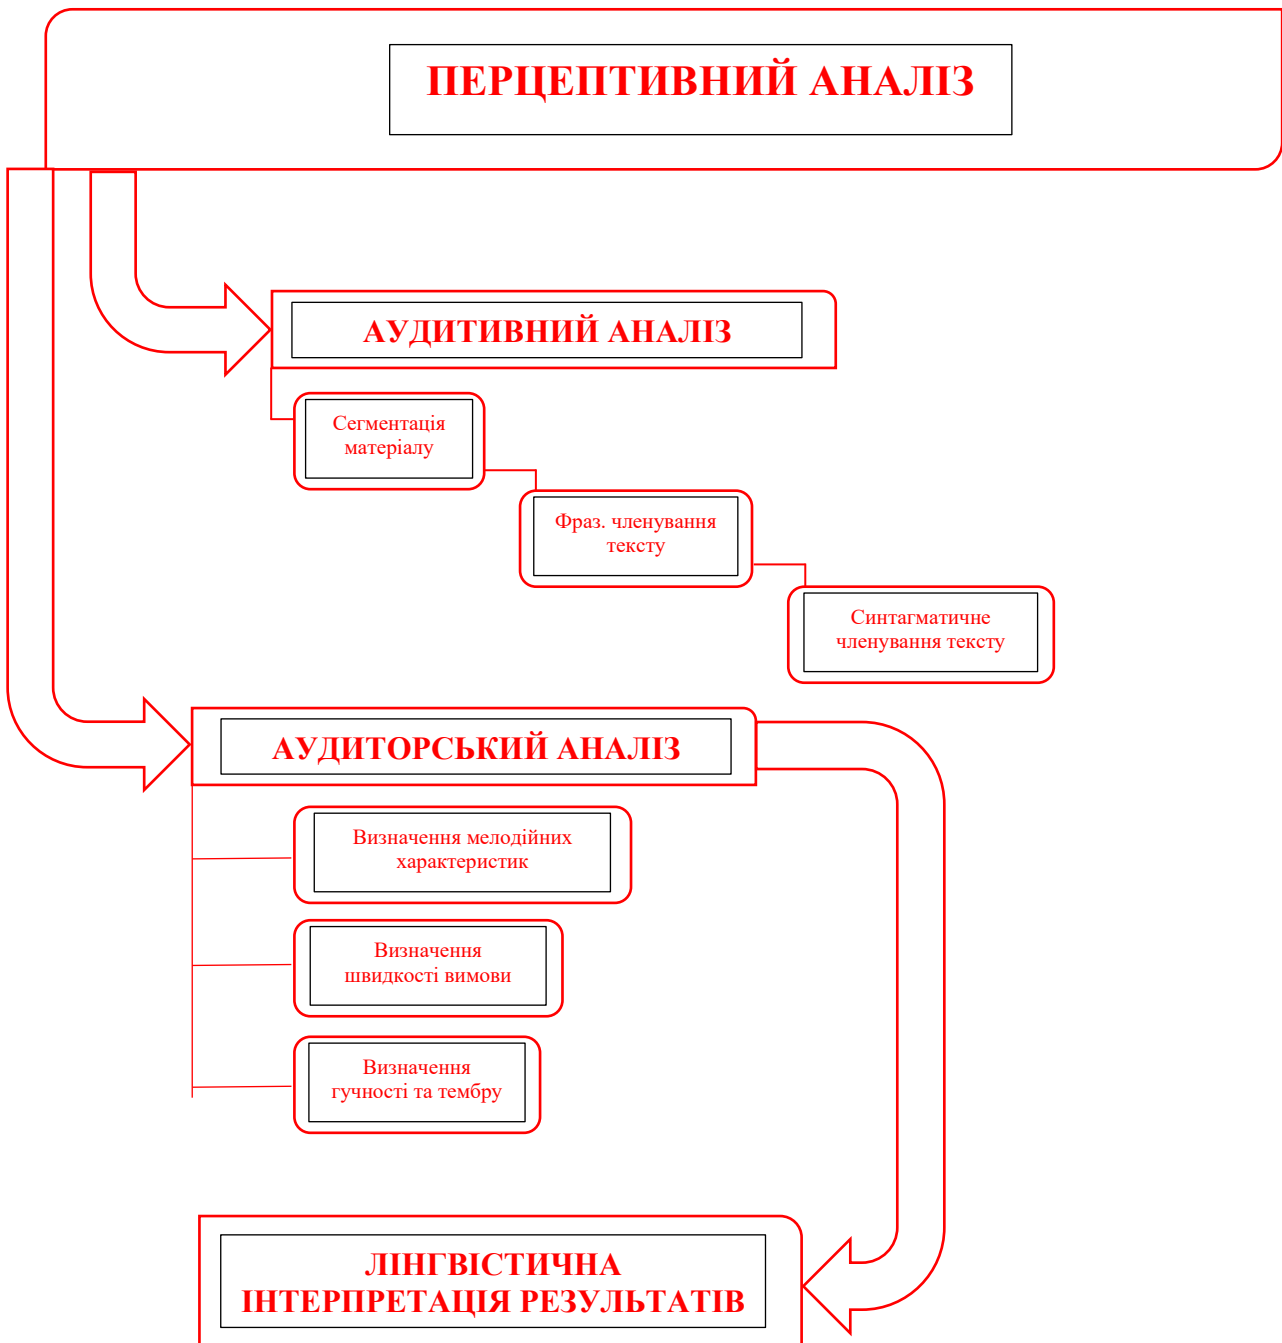 ПЕРЦЕПТИВНИЙ АНАЛІЗ
АУДИТИВНИЙ АНАЛІЗ
Сегментація
матеріалу
Фраз. членування
тексту
Синтагматичне
членування тексту
АУДИТОРСЬКИЙ АНАЛІЗ
Визначення мелодійних
характеристик
Визначення
швидкості вимови
Визначення
гучності та тембру
ЛІНГВІСТИЧНА
ІНТЕРПРЕТАЦІЯ РЕЗУЛЬТАТІВ